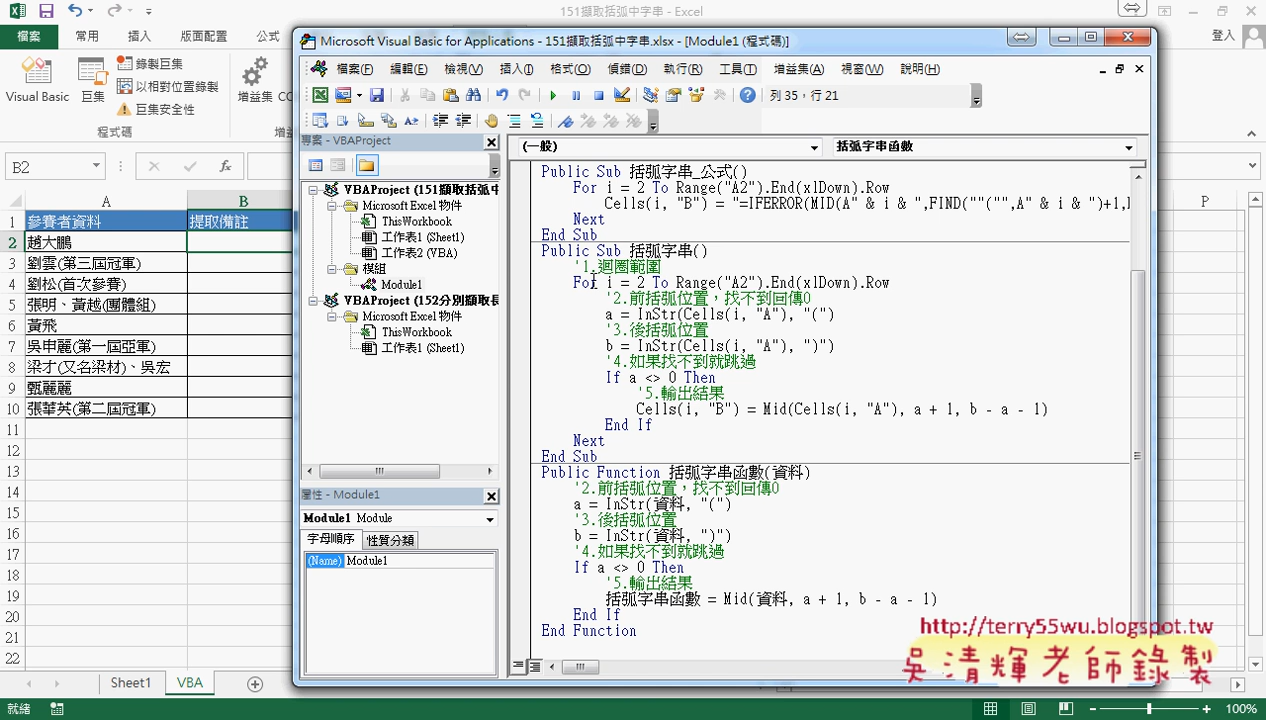 151擷取括弧中字串 - Excel
檔案 常用 插入 版面配置 公式
登入
Visual Basic 巨集 錄製巨集
以相對位置錄製
巨集安全性
增益集
程式碼
B2
A B P
1 參賽者資料 提取備註
2 趙大鵬
3 劉雲(第三屆冠軍)
4 劉松(首次參賽)
5 張明、黃越(團體組)
6 黃飛
7 吳申麗(第一屆亞軍)
8 梁才(又名梁材)、吳宏
9 甄麗麗
10 張華英(第二屆冠軍)
11
12
13
14
15
16
17
18
19
20
21
22
Sheet1 VBA
就緒
100%
Microsoft Visual Basic for Applications - 151擷取括弧中字串.xlsx - [Module1 (程式碼)]
檔案(F) 編輯(E) 檢視(V) 插入(I) 格式(O) 偵錯(D) 執行(R) 工具(T) 增益集(A) 視窗(W) 說明(H)
列 35，行 21
專案 - VBAProject
VBAProject (151擷取括弧中
Microsoft Excel 物件
ThisWorkbook
工作表1 (Sheet1)
工作表2 (VBA)
模組
Module1
VBAProject (152分別擷取長
Microsoft Excel 物件
ThisWorkbook
工作表1 (Sheet1)
屬性 - Module1
Module1 Module
字母順序 性質分類
(Name) Module1
(一般) 括弧字串函數
Public Sub 括弧字串_公式()
For i = 2 To Range("A2").End(xlDown).Row
Cells(i, "B") = "=IFERROR(MID(A" & i & ",FIND(""("",A" & i & ")+1,
Next
End Sub
Public Sub 括弧字串()
'1.迴圈範圍
For i = 2 To Range("A2").End(xlDown).Row
'2.前括弧位置，找不到回傳0
a = InStr(Cells(i, "A"), "(")
'3.後括弧位置
b = InStr(Cells(i, "A"), ")")
'4.如果找不到就跳過
If a <> 0 Then
'5.輸出結果
Cells(i, "B") = Mid(Cells(i, "A"), a + 1, b - a - 1)
End If
Next
End Sub
Public Function 括弧字串函數(資料)
'2.前括弧位置，找不到回傳0
a = InStr(資料, "(")
'3.後括弧位置
b = InStr(資料, ")")
'4.如果找不到就跳過
If a <> 0 Then
'5.輸出結果
括弧字串函數 = Mid(資料, a + 1, b - a - 1)
End If
End Function
http://terry55wu.blogspot.tw
吳清輝老師錄製